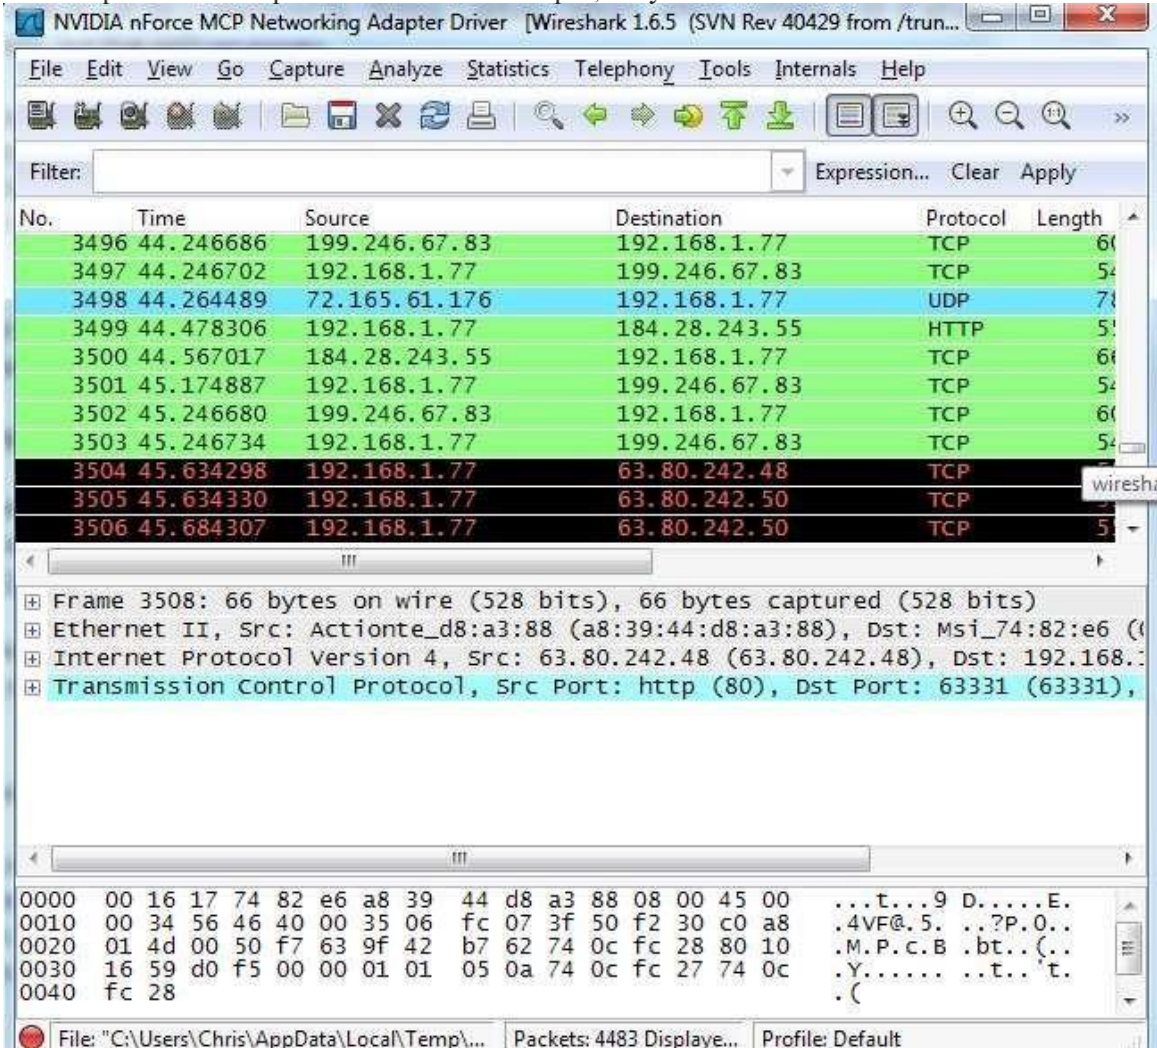 NVIDIA nForce MCP Networking Adapter Driver [Wireshark 1.6.5 (SVN Rev 40429 from /trun...
File Edit View Go Capture Analyze Statistics Telephony Tools Internals Help
Filter: Expression... Clear Apply
No. Time Source Destination Protocol Length
3496 44.246686 199.246.67.83 192.168.1.77 TCP 60
3497 44.246702 192.168.1.77 199.246.67.83 TCP 54
3498 44.264489 72.165.61.176 192.168.1.77 UDP 78
3499 44.478306 192.168.1.77 184.28.243.55 HTTP 5
3500 44.567017 184.28.243.55 192.168.1.77 TCP 66
3501 45.174887 192.168.1.77 199.246.67.83 TCP 54
3502 45.246680 199.246.67.83 192.168.1.77 TCP 60
3503 45.246734 192.168.1.77 199.246.67.83 TCP 54
3504 45.634298 192.168.1.77 63.80.242.48 TCP
3505 45.634330 192.168.1.77 63.80.242.50 TCP
wiresha
3506 45.684307 192.168.1.77 63.80.242.50 TCP 5
Frame 3508: 66 bytes on wire (528 bits), 66 bytes captured (528 bits)
Ethernet II, Src: Actionte_d8:a3:88 (a8:39:44:d8:a3:88), Dst: Msi_74:82:e6 (
Internet Protocol Version 4, Src: 63.80.242.48 (63.80.242.48), Dst: 192.168.
Transmission Control Protocol, Src Port: http (80), Dst Port: 63331 (63331),
0000 00 16 17 74 82 e6 a8 39 44 d8 a3 88 08 00 45 00 ...t...9 D.....E.
0010 00 34 56 46 40 00 35 06 fc 07 3f 50 f2 30 c0 a8 .4VF@.5. ..?P.0..
0020 01 4d 00 50 f7 63 9f 42 b7 62 74 0c fc 28 80 10 .M.P.c.B .bt..(..
0030 16 59 d0 f5 00 00 01 01 05 0a 74 0c fc 27 74 0c .Y...... ..t..'t.
0040 fc 28 .(
File: "C:\Users\Chris\AppData\Local\Temp\... Packets: 4483 Displaye... Profile: Default